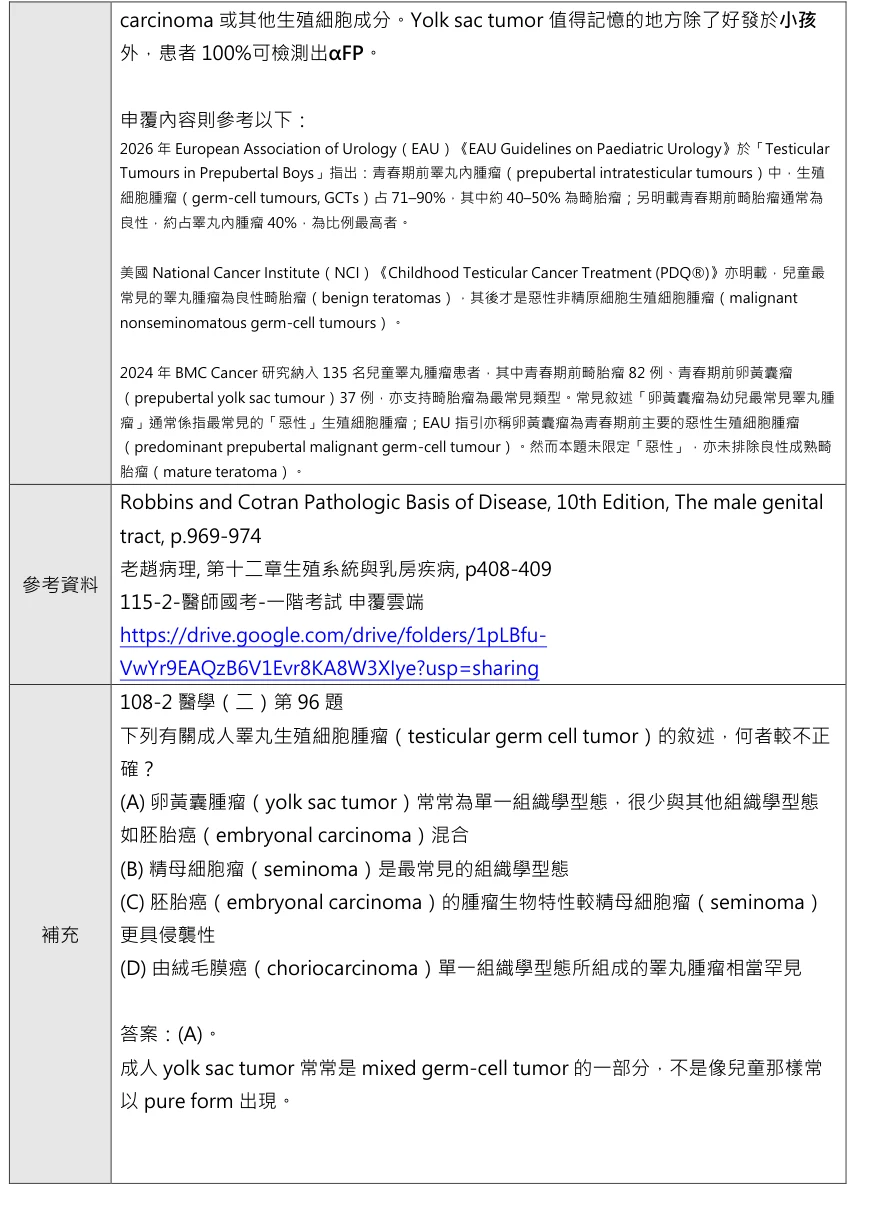 carcinoma 或其他生殖細胞成分。Yolk sac tumor 值得記憶的地方除了好發於小孩
外，患者 100%可檢測出αFP。
申覆內容則參考以下：
2026 年 European Association of Urology（EAU）《EAU Guidelines on Paediatric Urology》於「Testicular
Tumours in Prepubertal Boys」指出：青春期前睪丸內腫瘤（prepubertal intratesticular tumours）中，生殖
細胞腫瘤（germ-cell tumours, GCTs）占 71–90%，其中約 40–50% 為畸胎瘤；另明載青春期前畸胎瘤通常為
良性，約占睪丸內腫瘤 40%，為比例最高者。
美國 National Cancer Institute（NCI）《Childhood Testicular Cancer Treatment (PDQ®)》亦明載，兒童最
常見的睪丸腫瘤為良性畸胎瘤（benign teratomas），其後才是惡性非精原細胞生殖細胞腫瘤（malignant
nonseminomatous germ-cell tumours）。
2024 年 BMC Cancer 研究納入 135 名兒童睪丸腫瘤患者，其中青春期前畸胎瘤 82 例、青春期前卵黃囊瘤
（prepubertal yolk sac tumour）37 例，亦支持畸胎瘤為最常見類型。常見敘述「卵黃囊瘤為幼兒最常見睪丸腫
瘤」通常係指最常見的「惡性」生殖細胞腫瘤；EAU 指引亦稱卵黃囊瘤為青春期前主要的惡性生殖細胞腫瘤
（predominant prepubertal malignant germ-cell tumour）。然而本題未限定「惡性」，亦未排除良性成熟畸
胎瘤（mature teratoma）。
參考資料
Robbins and Cotran Pathologic Basis of Disease, 10th Edition, The male genital
tract, p.969-974
老趙病理, 第十二章生殖系統與乳房疾病, p408-409
115-2-醫師國考-一階考試 申覆雲端
https://drive.google.com/drive/folders/1pLBfu-
VwYr9EAQzB6V1Evr8KA8W3XIye?usp=sharing
補充
108-2 醫學（二）第 96 題
下列有關成人睪丸生殖細胞腫瘤（testicular germ cell tumor）的敘述，何者較不正
確？
(A) 卵黃囊腫瘤（yolk sac tumor）常常為單一組織學型態，很少與其他組織學型態
如胚胎癌（embryonal carcinoma）混合
(B) 精母細胞瘤（seminoma）是最常見的組織學型態
(C) 胚胎癌（embryonal carcinoma）的腫瘤生物特性較精母細胞瘤（seminoma）
更具侵襲性
(D) 由絨毛膜癌（choriocarcinoma）單一組織學型態所組成的睪丸腫瘤相當罕見
答案：(A)。
成人 yolk sac tumor 常常是 mixed germ-cell tumor 的一部分，不是像兒童那樣常
以 pure form 出現。